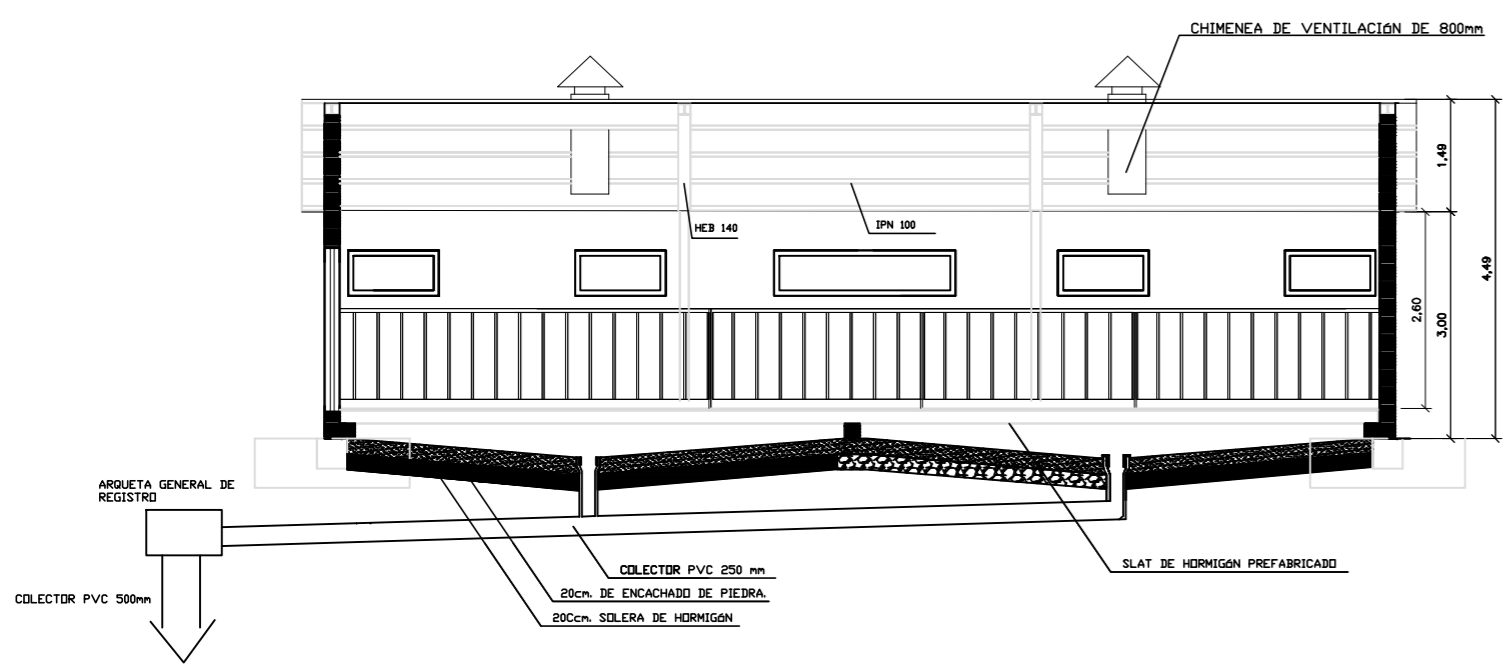 CHIMENEA DE VENTILACIóN DE 800mm
1,49
HEB 140
IPN 100
4,49
2,60
3,00
ARQUETA GENERAL DE
REGISTRO
COLECTOR PVC 250 mm
SLAT DE HORMIGóN PREFABRICADO
20cm. DE ENCACHADO DE PIEDRA.
COLECTOR PVC 500mm
20Ccm. SOLERA DE HORMIGóN